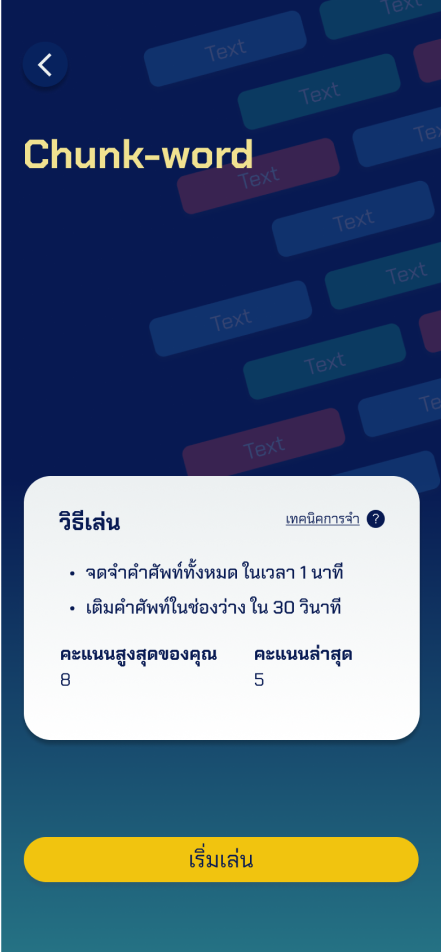 Text
Text
Text
Text
Chunk-word
Text
Text
Text
Text
Text
Text
Text
Text
วิธีเล่น
เทคนิคการจำ ?
• จดจำคำศัพท์ทั้งหมด ในเวลา 1 นาที
• เติมคำศัพท์ในช่องว่าง ใน 30 วินาที
คะแนนสูงสุดของคุณ
8
คะแนนล่าสุด
5
เริ่มเล่น